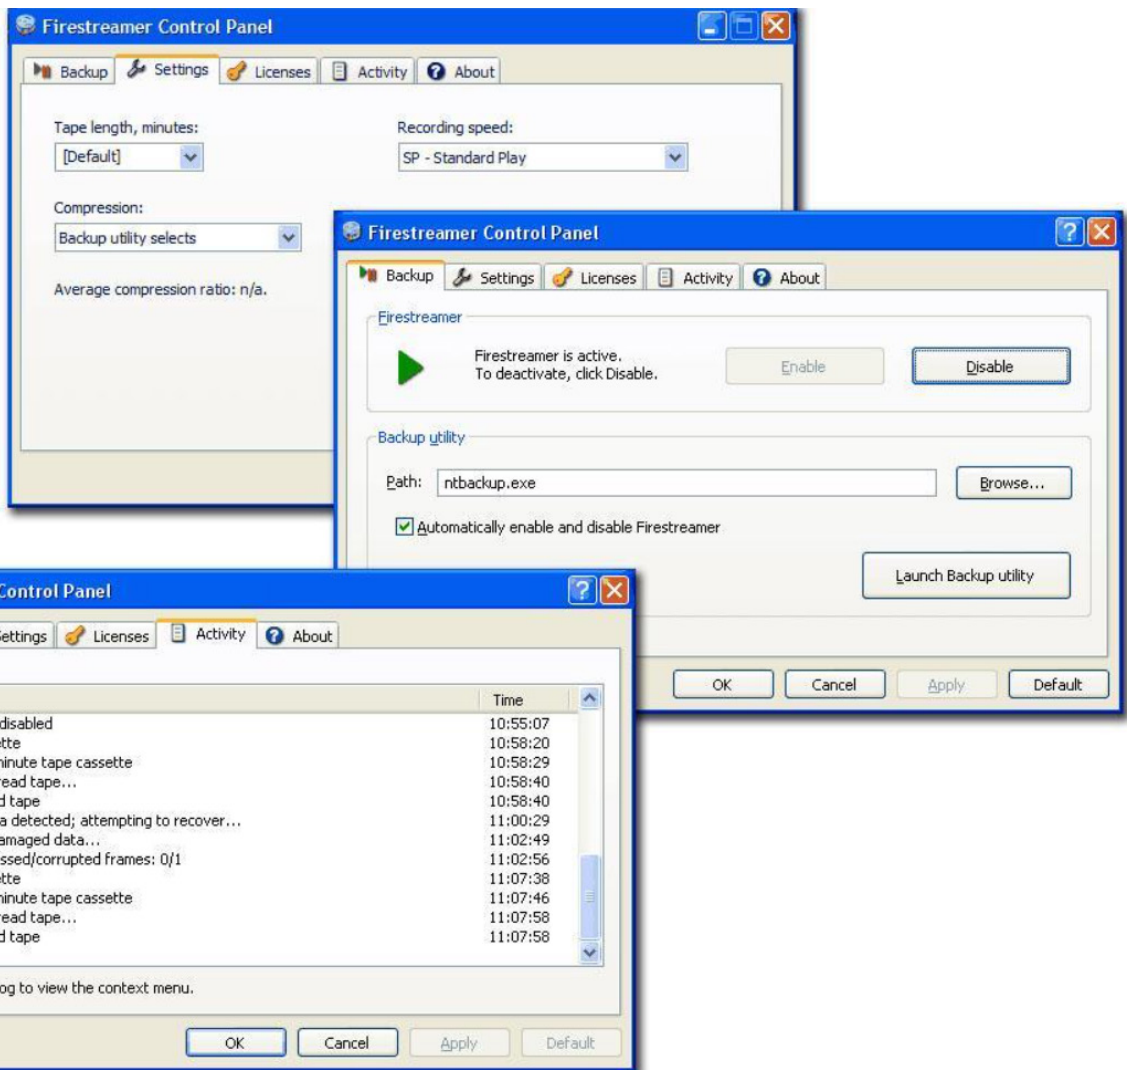 Firestreamer Control Panel
Backup Settings Licenses Activity About
Tape length, minutes: Recording speed:
[Default] SP - Standard Play
Compression:
Backup utility selects
Average compression ratio: n/a.
Firestreamer Control Panel
Backup Settings Licenses Activity About
Firestreamer
Firestreamer is active.
To deactivate, click Disable.
Enable Disable
Backup utility
Path: ntbackup.exe Browse...
Automatically enable and disable Firestreamer
Launch Backup utility
OK Cancel Apply Default
Control Panel
ettings Licenses Activity About
Time
disabled 10:55:07
ette 10:58:20
minute tape cassette 10:58:29
read tape... 10:58:40
d tape 10:58:40
a detected; attempting to recover... 11:00:29
amaged data... 11:02:49
ssed/corrupted frames: 0/1 11:02:56
ette 11:07:38
minute tape cassette 11:07:46
read tape... 11:07:58
d tape 11:07:58
og to view the context menu.
OK Cancel Apply Default